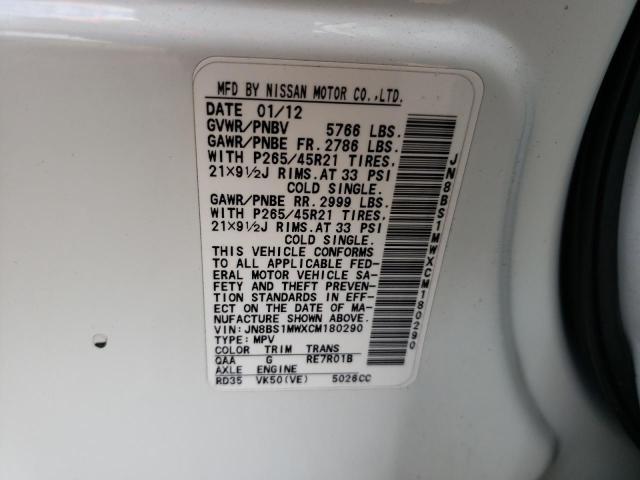 MFD BY NISSAN MOTOR CO.,LTD.
DATE 01/12
GVWR/PNBV 5766 LBS.
GAWR/PNBE FR. 2786 LBS.
WITH P265/45R21 TIRES,
21×9½J RIMS. AT 33 PSI
COLD SINGLE.
GAWR/PNBE RR. 2999 LBS.
WITH P265/45R21 TIRES,
21×9½J RIMS. AT 33 PSI
COLD SINGLE.
THIS VEHICLE CONFORMS
TO ALL APPLICABLE FED-
ERAL MOTOR VEHICLE SA-
FETY AND THEFT PREVEN-
TION STANDARDS IN EFF-
ECT ON THE DATE OF MA-
NUFACTURE SHOWN ABOVE.
VIN: JN8BS1MWXCM180290
TYPE: MPV
COLOR TRIM TRANS
QAA G RE7R01B
AXLE ENGINE
RD35 VK50(VE) 5026CC
JN8BS1MWXCM180290